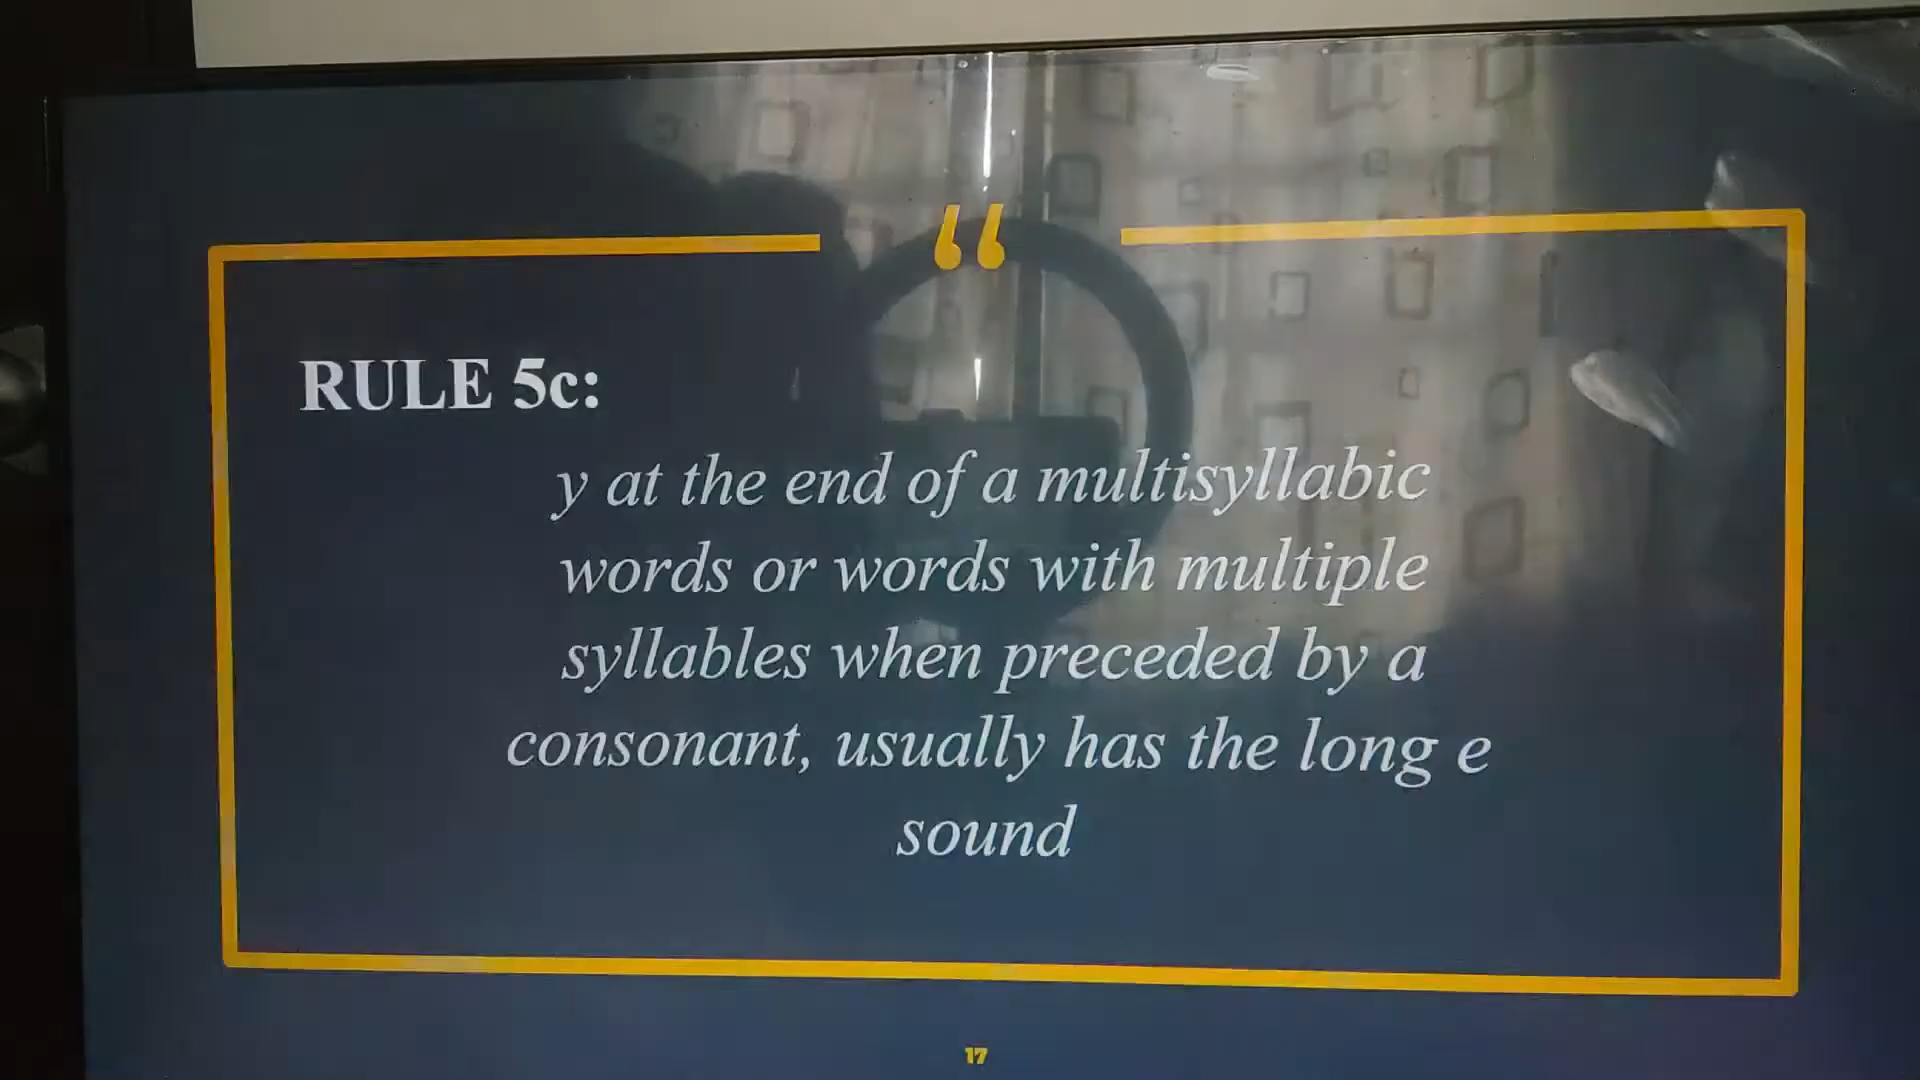 “
RULE 5c:
y at the end of a multisyllabic
words or words with multiple
syllables when preceded by a
consonant, usually has the long e
sound
17